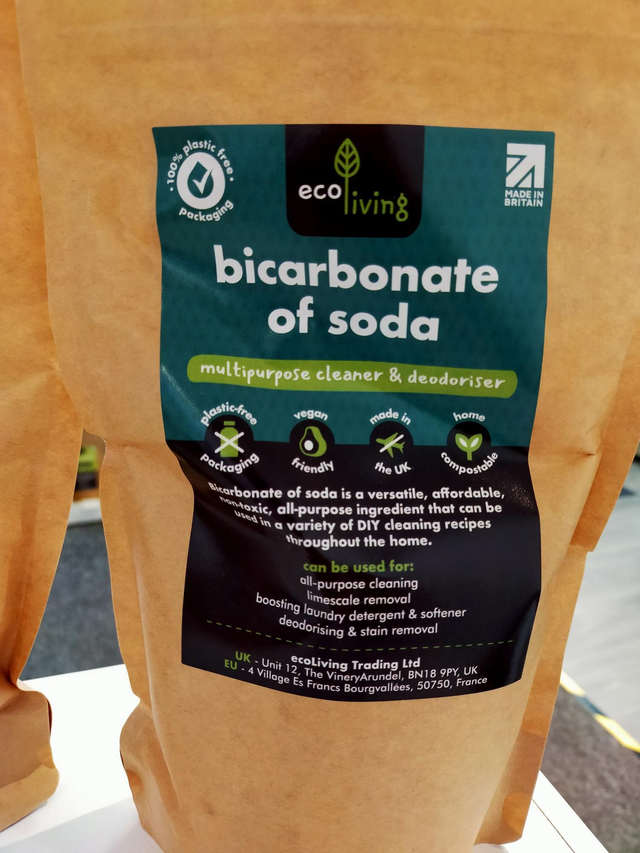 100% plastic free
packaging
eco living
MADE IN
BRITAIN
bicarbonate
of soda
multipurpose cleaner & deodoriser
plastic-free
packaging
vegan
friendly
made in
the UK
home
compostable
Bicarbonate of soda is a versatile, affordable,
non-toxic, all-purpose ingredient that can be
used in a variety of DIY cleaning recipes
throughout the home.
can be used for:
all-purpose cleaning
limescale removal
boosting laundry detergent & softener
deodorising & stain removal
ecoLiving Trading Ltd
UK - Unit 12, The VineryArundel, BN18 9PY, UK
EU - 4 Village Es Francs Bourgvallées, 50750, France